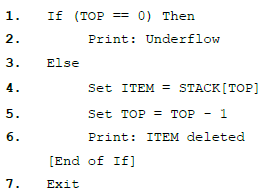 1. If (TOP == 0) Then
2. Print: Underflow
3. Else
4. Set ITEM = STACK[TOP]
5. Set TOP = TOP - 1
6. Print: ITEM deleted
[End of If]
7. Exit